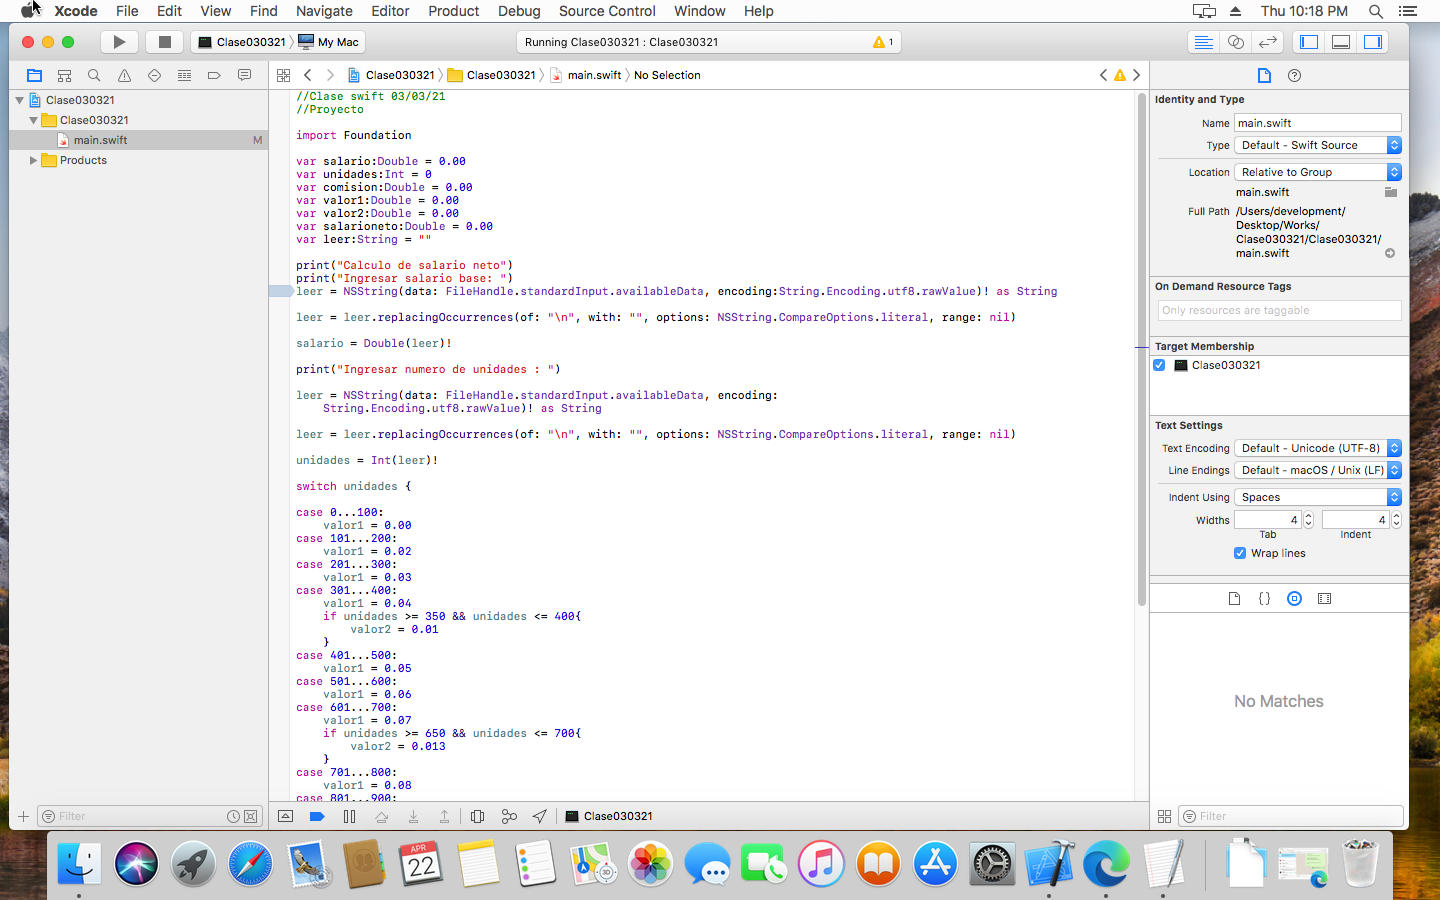 Xcode File Edit View Find Navigate Editor Product Debug Source Control Window Help Thu 10:18 PM
Clase030321 My Mac Running Clase030321 : Clase030321 1
Clase030321 Clase030321 main.swift No Selection
Clase030321
Clase030321
main.swift M
Products
Filter
//Clase swift 03/03/21
//Proyecto
import Foundation
var salario:Double = 0.00
var unidades:Int = 0
var comision:Double = 0.00
var valor1:Double = 0.00
var valor2:Double = 0.00
var salarioneto:Double = 0.00
var leer:String = ""
print("Calculo de salario neto")
print("Ingresar salario base: ")
leer = NSString(data: FileHandle.standardInput.availableData, encoding:String.Encoding.utf8.rawValue)! as String
leer = leer.replacingOccurrences(of: "\n", with: "", options: NSString.CompareOptions.literal, range: nil)
salario = Double(leer)!
print("Ingresar numero de unidades : ")
leer = NSString(data: FileHandle.standardInput.availableData, encoding:
String.Encoding.utf8.rawValue)! as String
leer = leer.replacingOccurrences(of: "\n", with: "", options: NSString.CompareOptions.literal, range: nil)
unidades = Int(leer)!
switch unidades {
case 0...100:
valor1 = 0.00
case 101...200:
valor1 = 0.02
case 201...300:
valor1 = 0.03
case 301...400:
valor1 = 0.04
if unidades >= 350 && unidades <= 400{
valor2 = 0.01
}
case 401...500:
valor1 = 0.05
case 501...600:
valor1 = 0.06
case 601...700:
valor1 = 0.07
if unidades >= 650 && unidades <= 700{
valor2 = 0.013
}
case 701...800:
valor1 = 0.08
case 801...900:
Clase030321
Identity and Type
Name main.swift
Type Default - Swift Source
Location Relative to Group
main.swift
Full Path /Users/development/
Desktop/Works/
Clase030321/Clase030321/
main.swift
On Demand Resource Tags
Only resources are taggable
Target Membership
Clase030321
Text Settings
Text Encoding Default - Unicode (UTF-8)
Line Endings Default - macOS / Unix (LF)
Indent Using Spaces
Widths 4 4
Tab Indent
Wrap lines
{}
No Matches
Filter
APR
22
3D